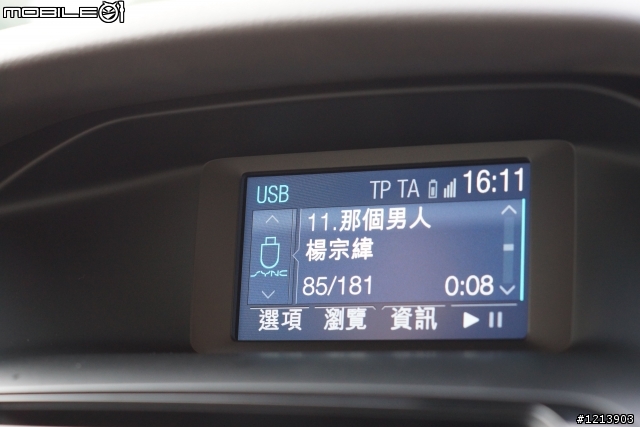 MOBILE01
USB TP TA 16:11
11.那個男人
楊宗緯
SYNC
85/181 0:08
選項 瀏覽 資訊
#1213903